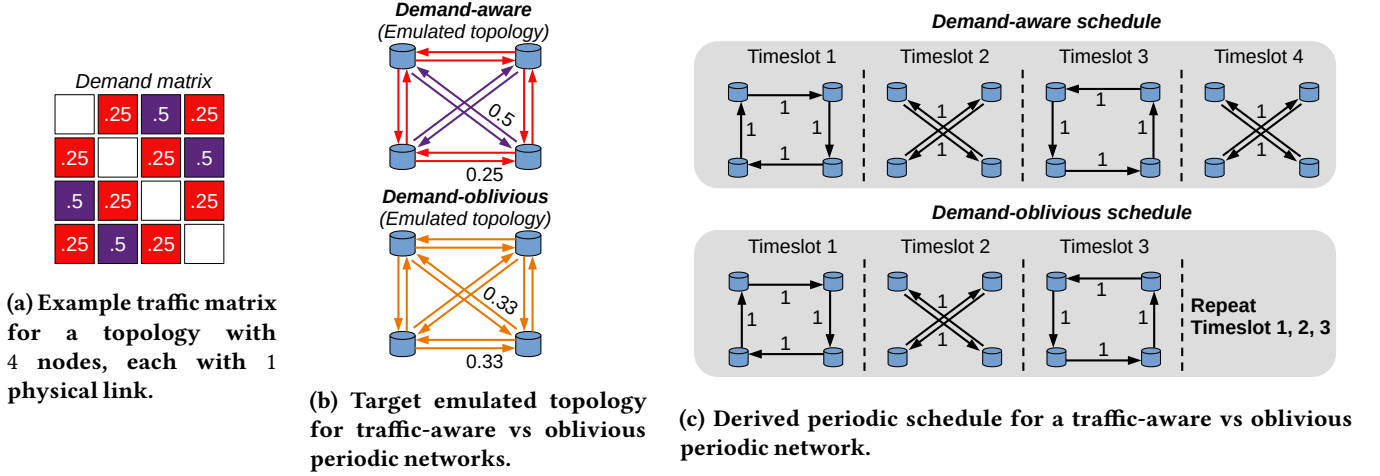 Demand matrix
.25 .5 .25
.25 .25 .5
.5 .25 .25
.25 .5 .25
(a) Example traffic matrix
for a topology with
4 nodes, each with 1
physical link.
Demand-aware
(Emulated topology)
0.5
0.25
Demand-oblivious
(Emulated topology)
0.33
0.33
(b) Target emulated topology
for traffic-aware vs oblivious
periodic networks.
Demand-aware schedule
Timeslot 1 Timeslot 2 Timeslot 3 Timeslot 4
1 1 1 1
1 1 1 1
1 1 1 1
Demand-oblivious schedule
Timeslot 1 Timeslot 2 Timeslot 3
1 1 1
1 1 1 1
1 1 1
Repeat
Timeslot 1, 2, 3
(c) Derived periodic schedule for a traffic-aware vs oblivious
periodic network.